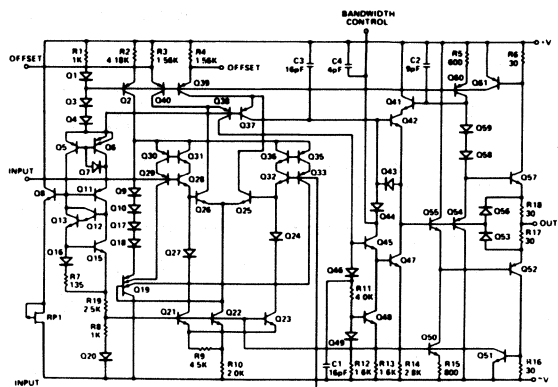 BANDWIDTH
CONTROL
-V
R1
1K
R2
4.18K
R3
1.56K
R4
1.56K
C3
16pF
C4
4pF
C2
9pF
R5
600
R6
30
OFFSET
OFFSET
Q1
Q3
Q4
Q2
Q40
Q39
Q38
Q37
Q41
Q42
Q60
Q61
Q59
Q58
Q57
Q5
Q6
Q7
Q30
Q31
Q36
Q35
Q43
INPUT
Q29
Q28
Q32
Q33
Q8
Q11
Q9
Q10
Q17
Q18
Q26
Q25
Q44
Q55
Q54
Q56
Q53
R18
30
R17
30
OUT
Q13
Q12
Q16
Q15
Q27
Q24
Q45
Q46
Q47
Q52
R7
135
R11
4.0K
R19
2.5K
Q19
RP1
R8
1K
Q21
Q22
Q23
Q48
Q49
Q50
Q51
Q20
R9
4.5K
R10
2.0K
C1
16pF
R12
1.6K
R13
1.6K
R14
2.8K
R15
800
R16
30
-V
INPUT